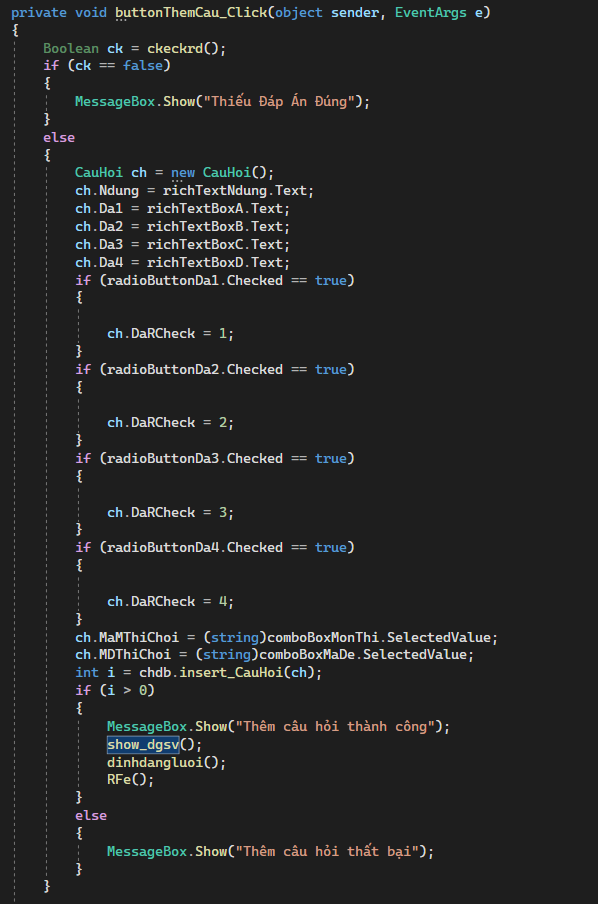 private void buttonThemCau_Click(object sender, EventArgs e)
{
Boolean ck = ckeckrd();
if (ck == false)
{
MessageBox.Show("Thiếu Đáp Án Đúng");
}
else
{
CauHoi ch = new CauHoi();
ch.Ndung = richTextNdung.Text;
ch.Da1 = richTextBoxA.Text;
ch.Da2 = richTextBoxB.Text;
ch.Da3 = richTextBoxC.Text;
ch.Da4 = richTextBoxD.Text;
if (radioButtonDa1.Checked == true)
{
ch.DaRCheck = 1;
}
if (radioButtonDa2.Checked == true)
{
ch.DaRCheck = 2;
}
if (radioButtonDa3.Checked == true)
{
ch.DaRCheck = 3;
}
if (radioButtonDa4.Checked == true)
{
ch.DaRCheck = 4;
}
ch.MaMThiChoi = (string)comboBoxMonThi.SelectedValue;
ch.MDThiChoi = (string)comboBoxMaDe.SelectedValue;
int i = chdb.insert_CauHoi(ch);
if (i > 0)
{
MessageBox.Show("Thêm câu hỏi thành công");
show_dgsv();
dinhdangluoi();
RFe();
}
else
{
MessageBox.Show("Thêm câu hỏi thất bại");
}
}